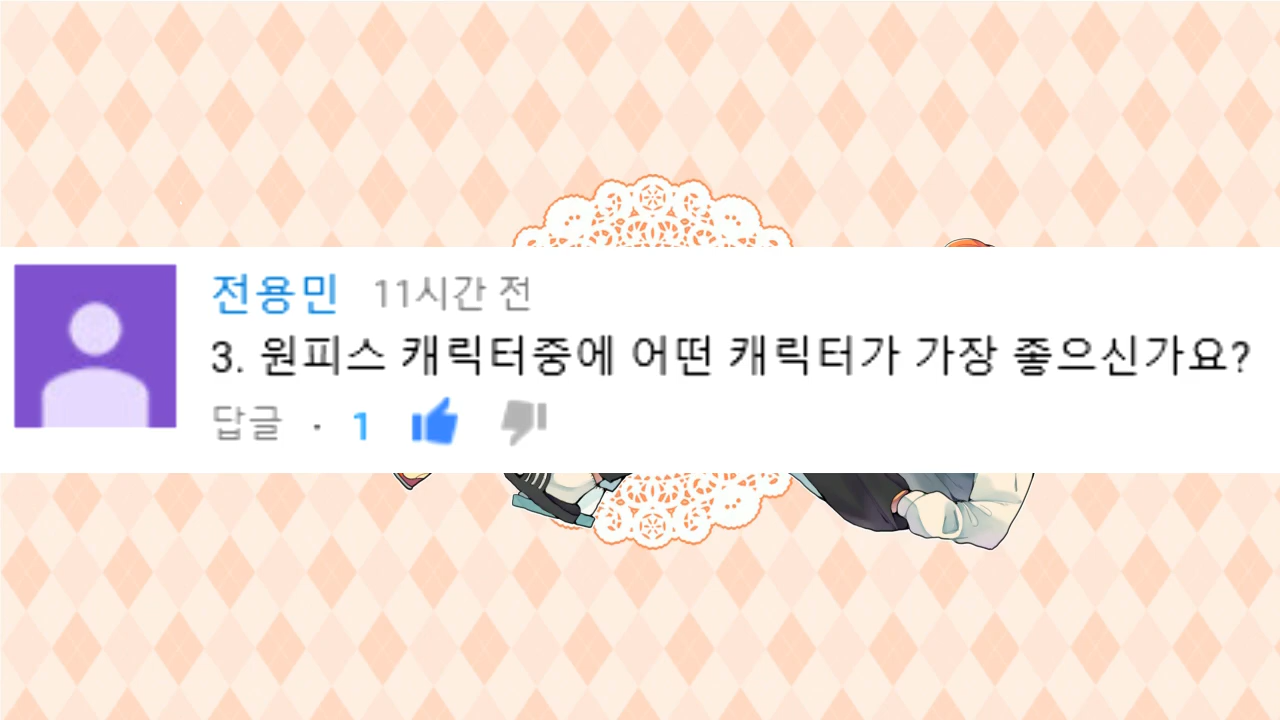 전용민 11시간 전
3. 원피스 캐릭터중에 어떤 캐릭터가 가장 좋으신가요?
답글 · 1